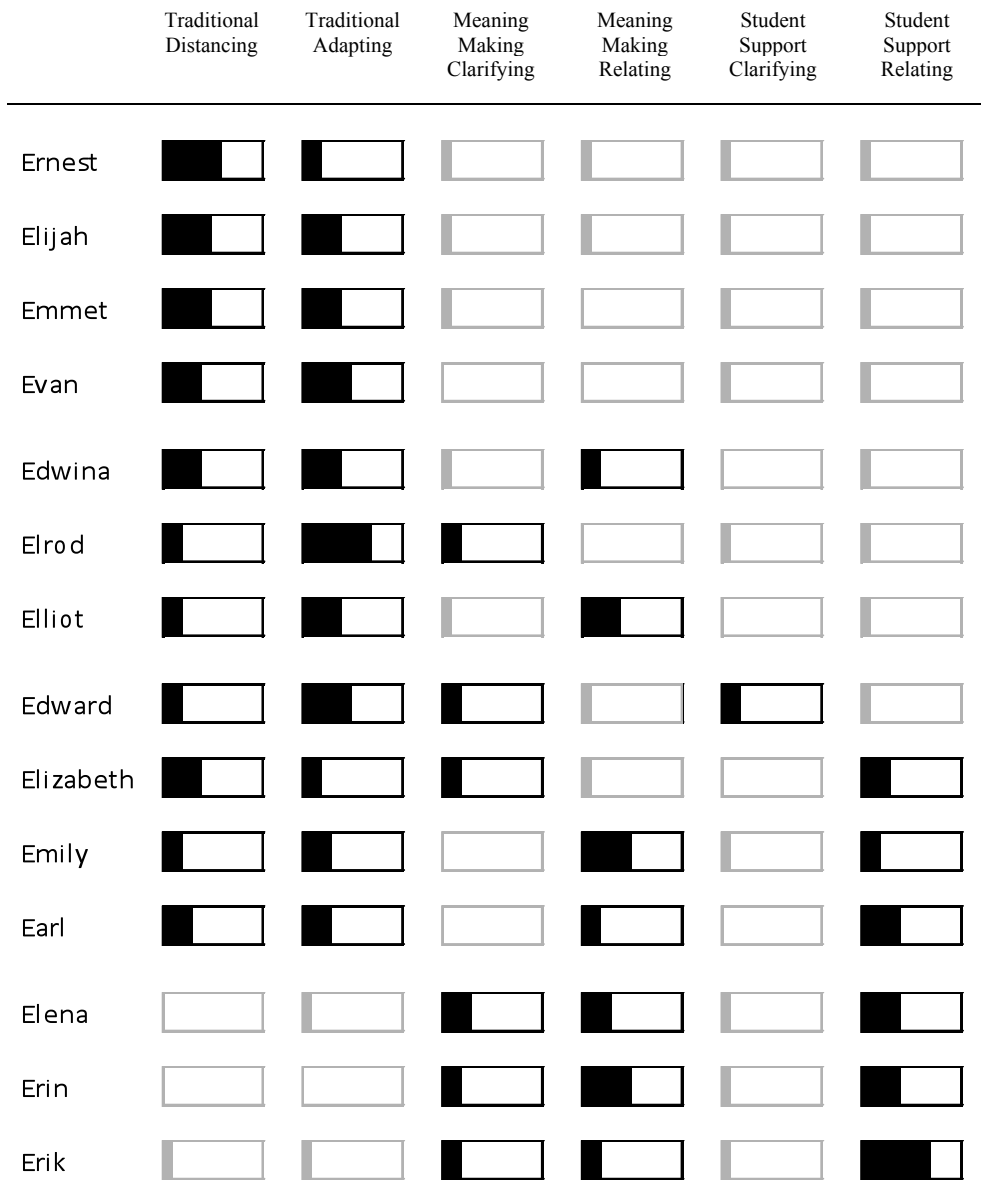 Traditional Distancing
Traditional Adapting
Meaning Making Clarifying
Meaning Making Relating
Student Support Clarifying
Student Support Relating
Ernest
Elijah
Emmet
Evan
Edwina
Elrod
Elliot
Edward
Elizabeth
Emily
Earl
Elena
Erin
Erik